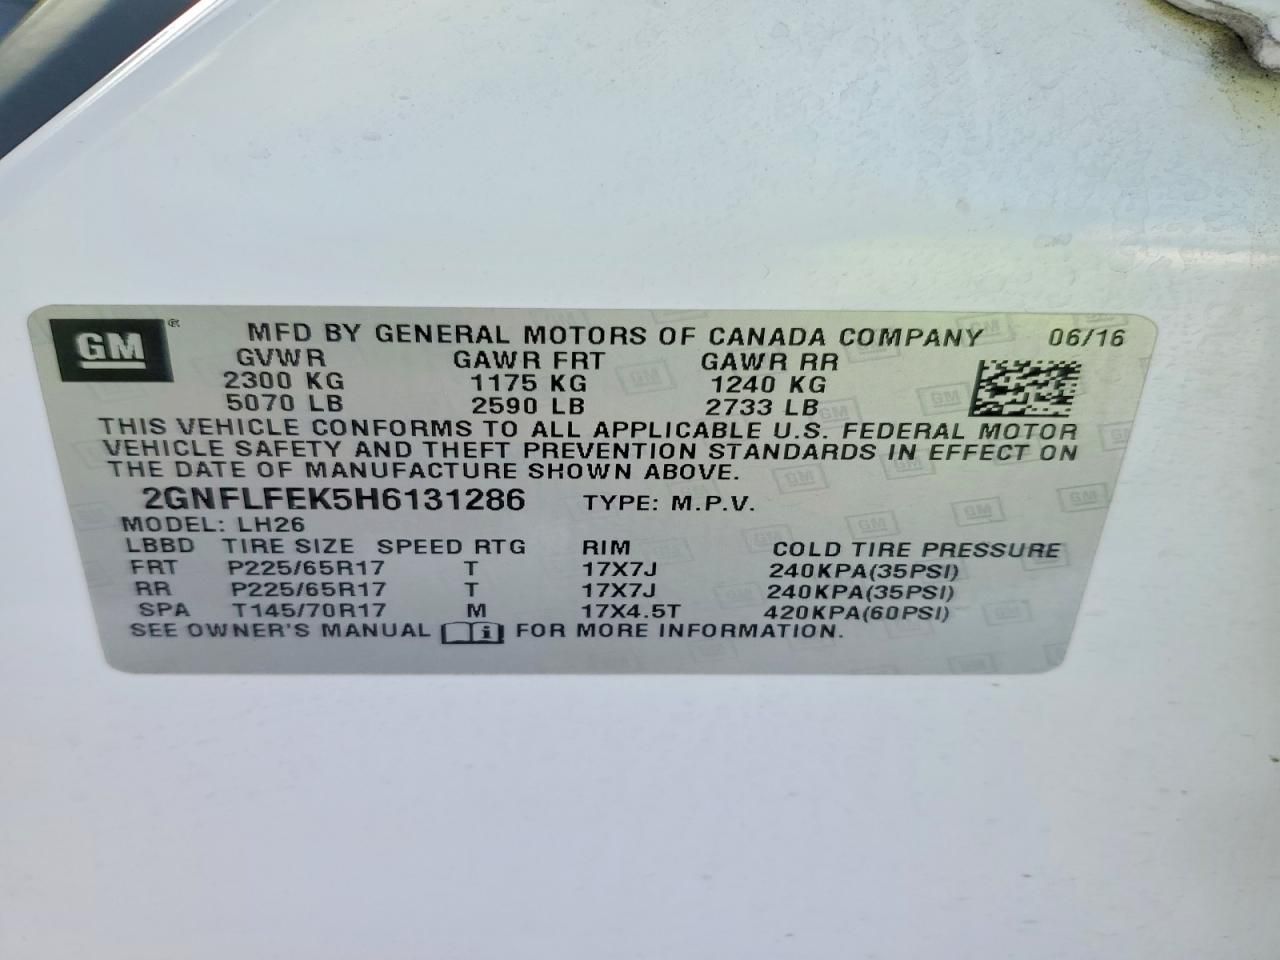 GM ® MFD BY GENERAL MOTORS OF CANADA COMPANY 06/16
GVWR GAWR FRT GAWR RR
2300 KG 1175 KG 1240 KG
5070 LB 2590 LB 2733 LB
THIS VEHICLE CONFORMS TO ALL APPLICABLE U.S. FEDERAL MOTOR
VEHICLE SAFETY AND THEFT PREVENTION STANDARDS IN EFFECT ON
THE DATE OF MANUFACTURE SHOWN ABOVE.
2GNFLFEK5H6131286 TYPE: M.P.V.
MODEL: LH26
LBBD TIRE SIZE SPEED RTG RIM COLD TIRE PRESSURE
FRT P225/65R17 T 17X7J 240KPA(35PSI)
RR P225/65R17 T 17X7J 240KPA(35PSI)
SPA T145/70R17 M 17X4.5T 420KPA(60PSI)
SEE OWNER'S MANUAL i FOR MORE INFORMATION.